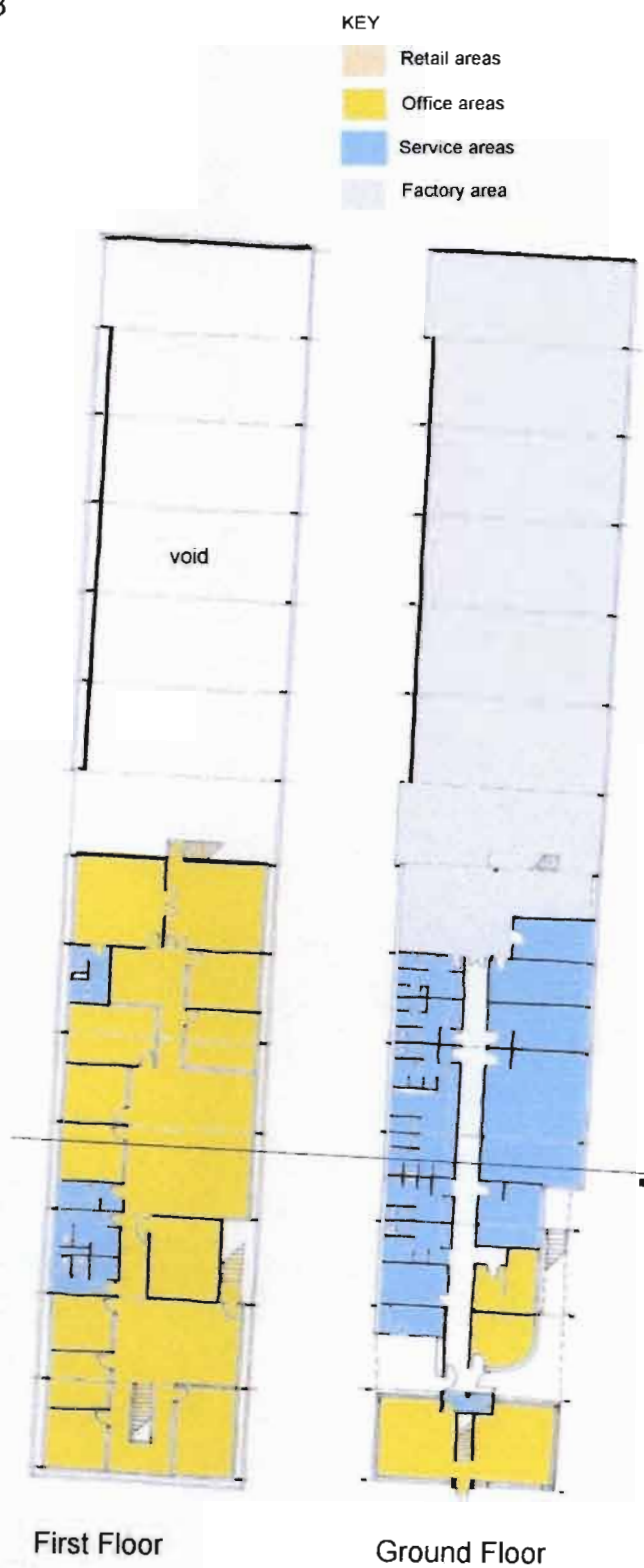 KEY
Retail areas
Office areas
Service areas
Factory area
void
First Floor
Ground Floor